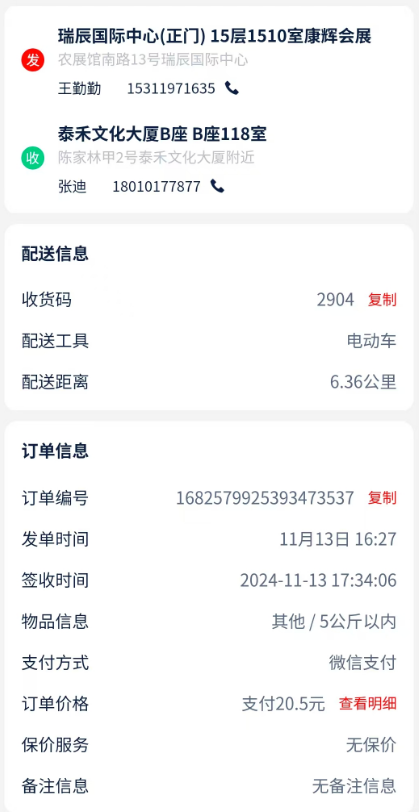 瑞辰国际中心(正门) 15层1510室康辉会展
发 农展馆南路13号瑞辰国际中心
王勤勤 15311971635
泰禾文化大厦B座 B座118室
收 陈家林甲2号泰禾文化大厦附近
张迪 18010177877
配送信息
收货码 2904 复制
配送工具 电动车
配送距离 6.36公里
订单信息
订单编号 1682579925393473537 复制
发单时间 11月13日 16:27
签收时间 2024-11-13 17:34:06
物品信息 其他 / 5公斤以内
支付方式 微信支付
订单价格 支付20.5元 查看明细
保价服务 无保价
备注信息 无备注信息